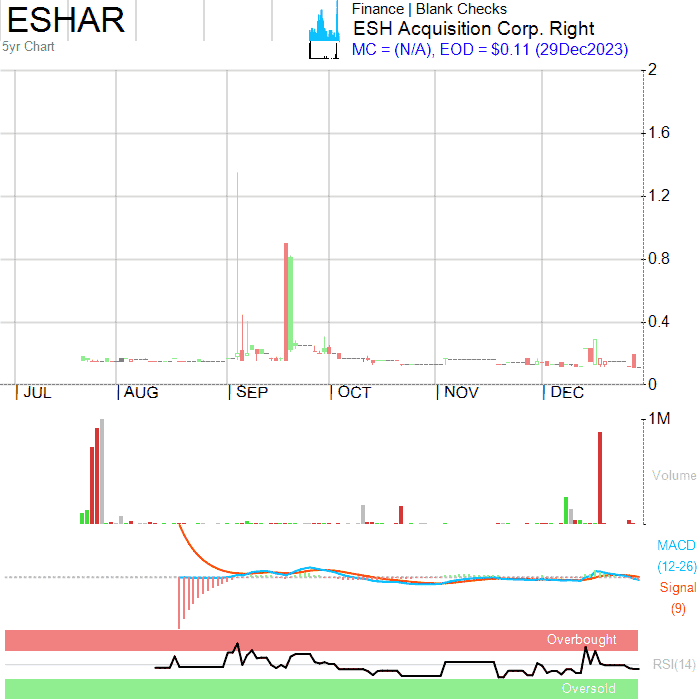 ESHAR
5yr Chart
Finance | Blank Checks
ESH Acquisition Corp. Right
MC = (N/A), EOD = $0.11 (29Dec2023)
2
1.6
1.2
0.8
0.4
0
JUL AUG SEP OCT NOV DEC
1M
Volume
MACD
(12-26)
Signal
(9)
Overbought
RSI(14)
Oversold